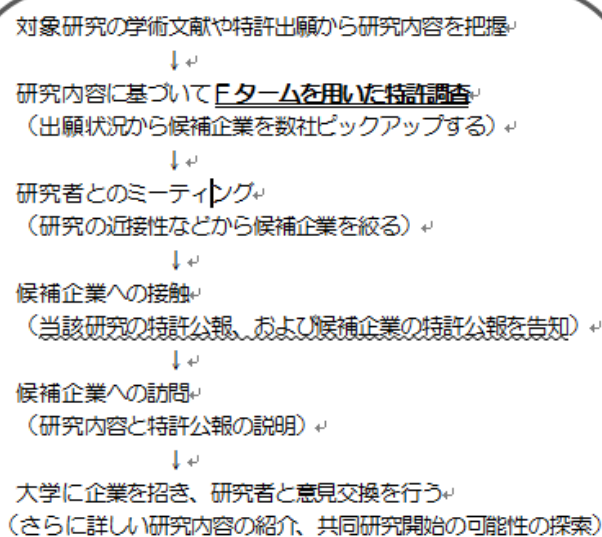 対象研究の学術文献や特許出願から研究内容を把握↵
↓↵
研究内容に基づいてFタームを用いた特許調査↵
（出願状況から候補企業を数社ピックアップする）↵
↓↵
研究者とのミーティング↵
（研究の近接性などから候補企業を絞る）↵
↓↵
候補企業への接触↵
（当該研究の特許公報、および候補企業の特許公報を告知）↵
↓↵
候補企業への訪問↵
（研究内容と特許公報の説明）↵
↓↵
大学に企業を招き、研究者と意見交換を行う↵
（さらに詳しい研究内容の紹介、共同研究開始の可能性の探索）